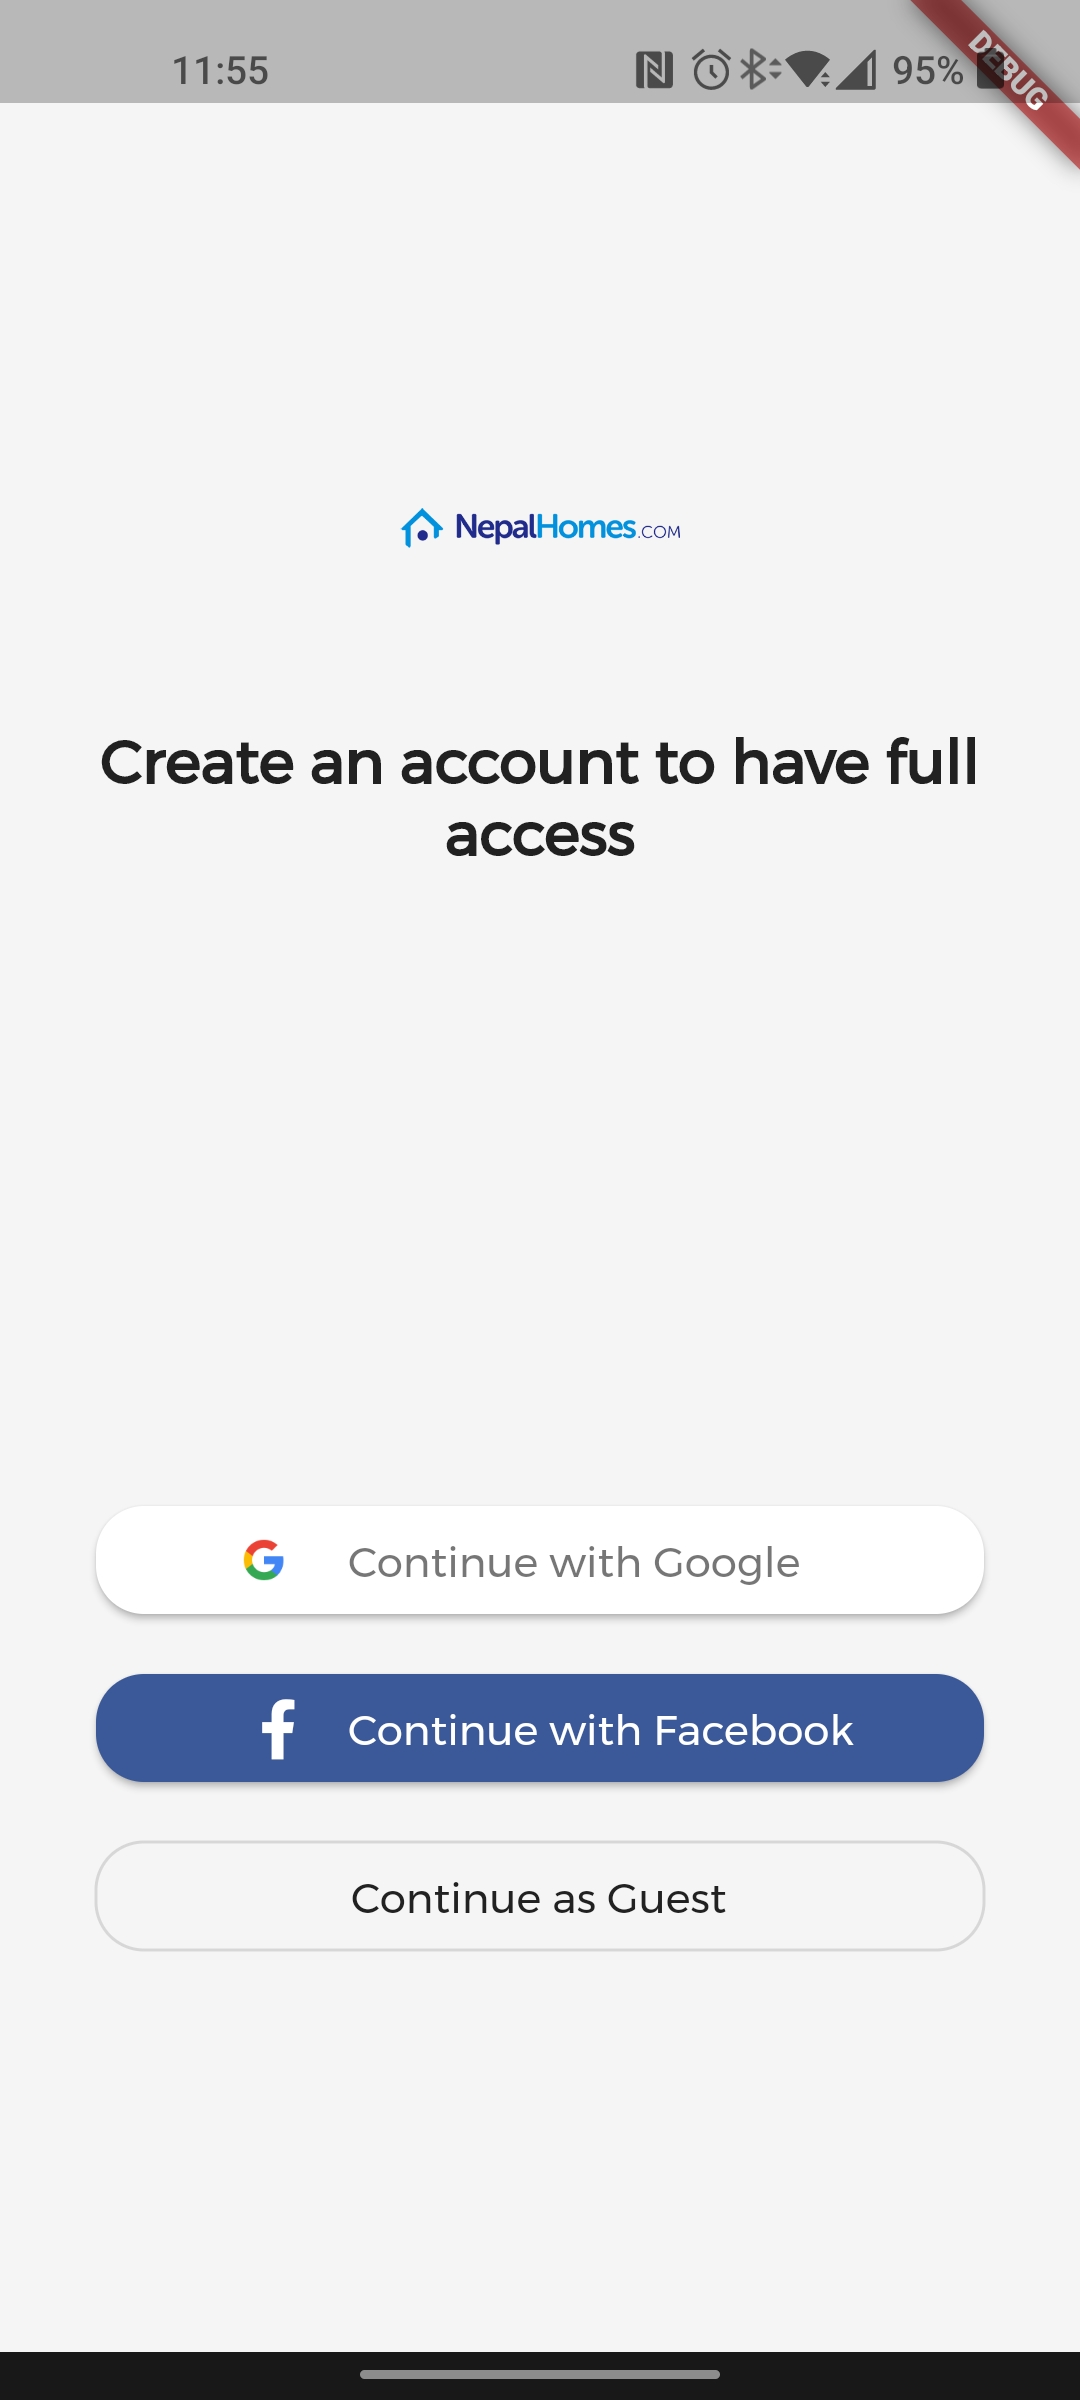 11:55 95%
DEBUG
NepalHomes.COM
Create an account to have full
access
Continue with Google
Continue with Facebook
Continue as Guest